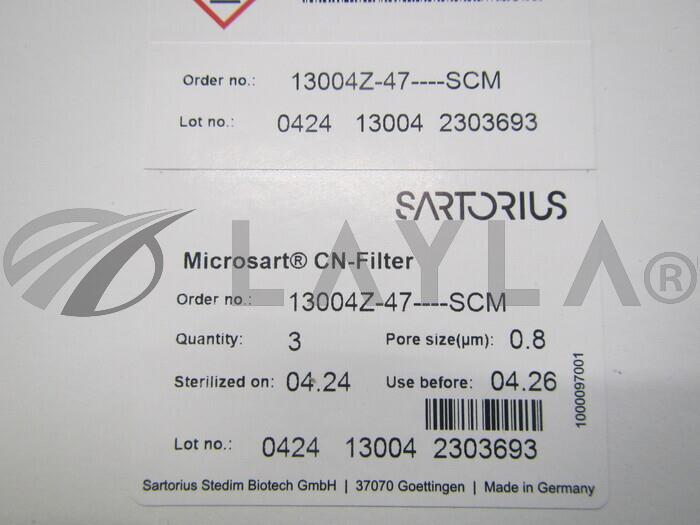 Order no.: 13004Z-47----SCM
Lot no.: 0424 13004 2303693
SARTORIUS
LAYLA®
Microsart® CN-Filter
Order no.: 13004Z-47----SCM
Quantity: 3 Pore size(µm): 0.8
Sterilized on: 04.24 Use before: 04.26
1000097001
Lot no.: 0424 13004 2303693
Sartorius Stedim Biotech GmbH | 37070 Goettingen | Made in Germany